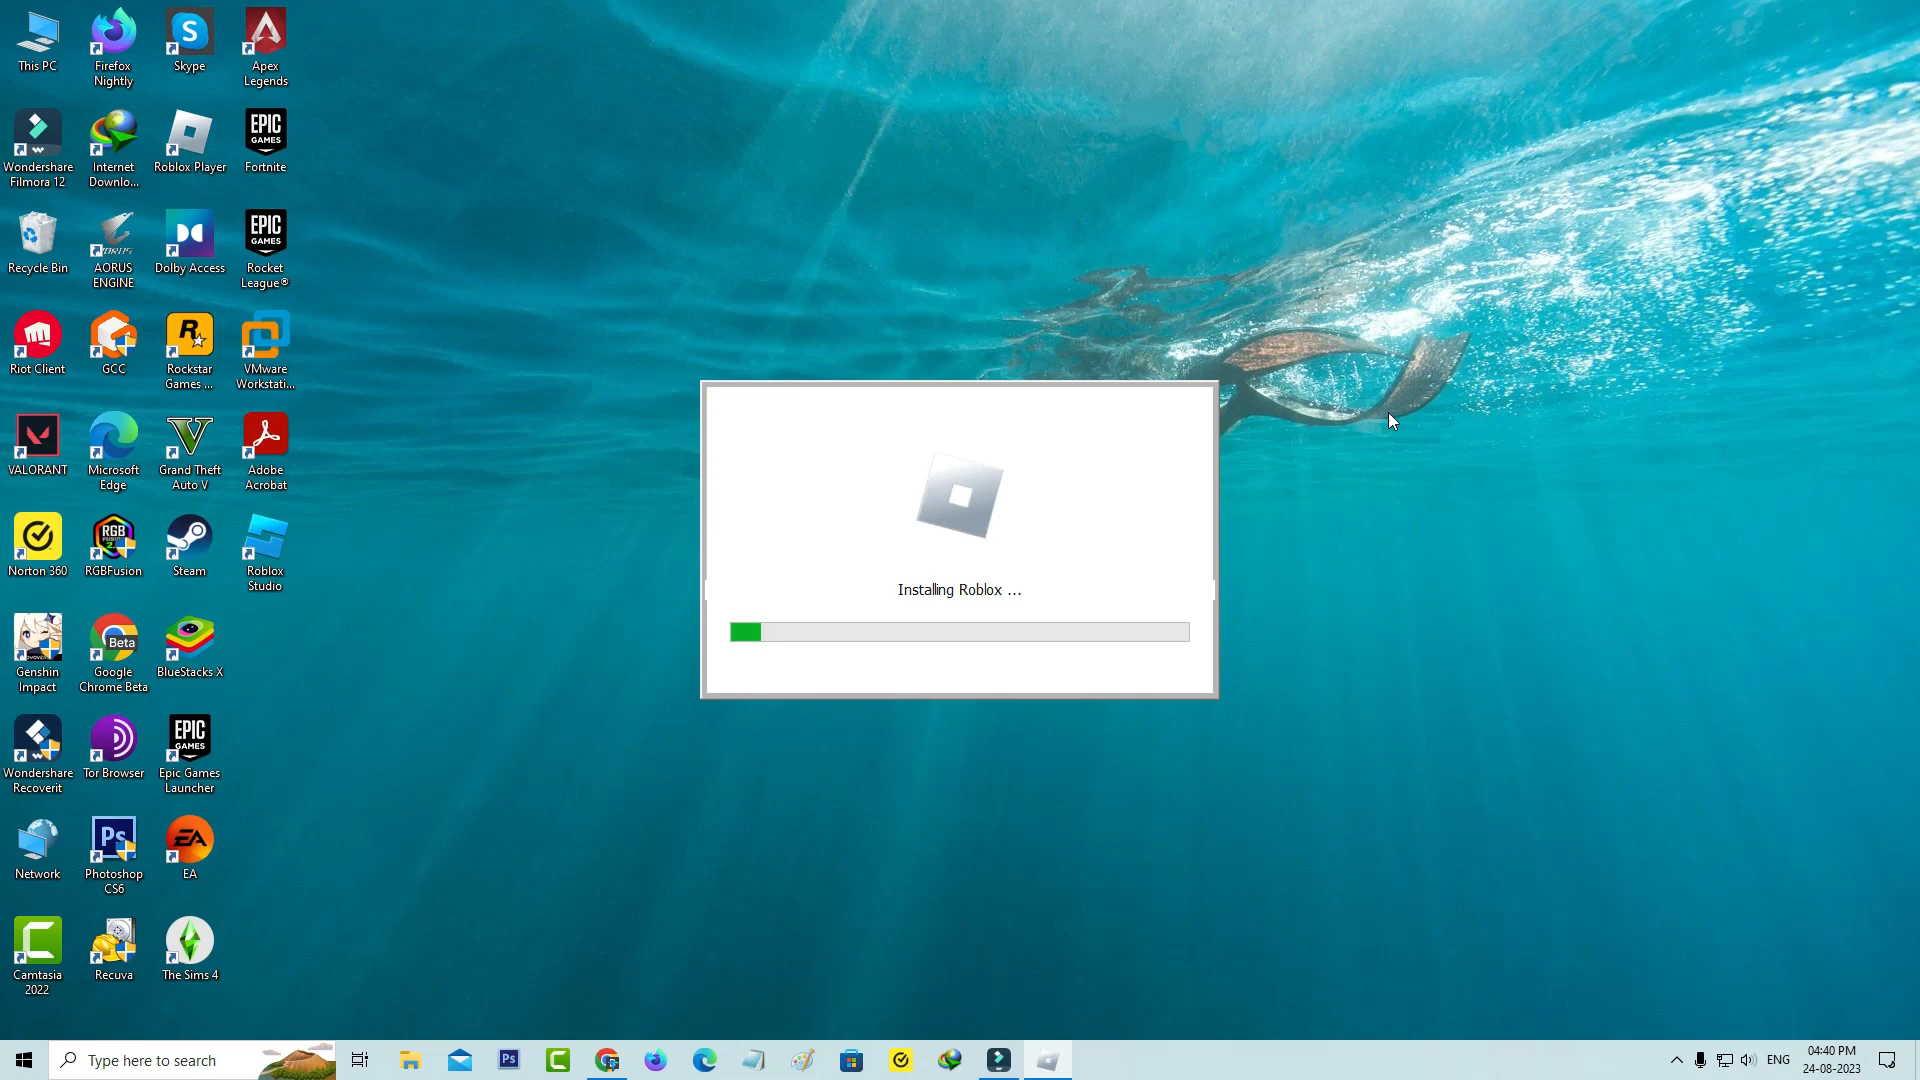 This PC
Firefox
Nightly
Skype
Apex
Legends
Wondershare
Filmora 12
Internet
Downlo...
Roblox Player
EPIC
GAMES
Fortnite
Recycle Bin
AORUS
AORUS
ENGINE
Dolby Access
EPIC
GAMES
Rocket
League®
Riot Client
GCC
R
Rockstar
Games ...
VMware
Workstati...
VALORANT
Microsoft
Edge
V
Grand Theft
Auto V
Adobe
Acrobat
Norton 360
RGB
RGBFusion
Steam
Roblox
Studio
Genshin
Impact
Beta
Google
Chrome Beta
BlueStacks X
Wondershare
Recoverit
Tor Browser
EPIC
GAMES
Epic Games
Launcher
Network
Ps
Photoshop
CS6
EA
EA
Camtasia
2022
Recuva
The Sims 4
Installing Roblox ...
Type here to search
Ps
ENG
04:40 PM
24-08-2023